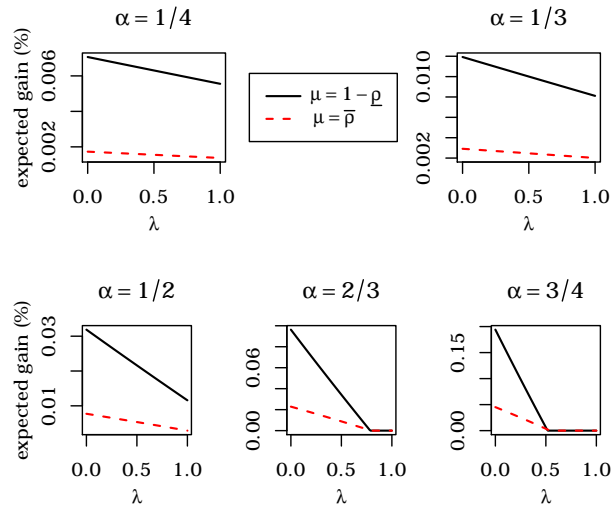 α = 1/4
α = 1/3
expected gain (%)
0.002
0.006
0.0
0.5
1.0
λ
μ = 1 − ρ
μ = ρ̅
0.002
0.010
0.0
0.5
1.0
λ
α = 1/2
α = 2/3
α = 3/4
expected gain (%)
0.01
0.03
0.0
0.5
1.0
λ
0.00
0.06
0.0
0.5
1.0
λ
0.00
0.15
0.0
0.5
1.0
λ